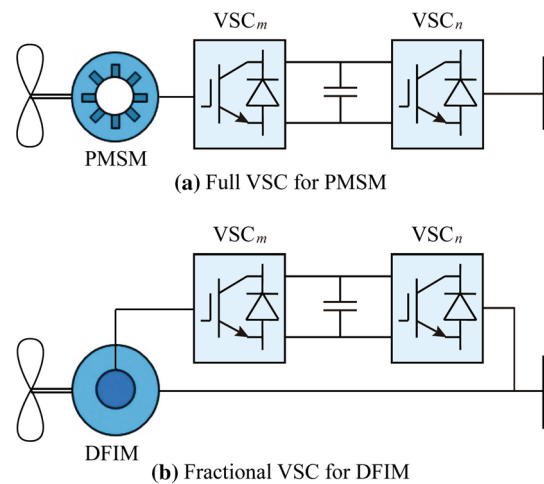 VSCm VSCn
PMSM
(a) Full VSC for PMSM
VSCm VSCn
DFIM
(b) Fractional VSC for DFIM